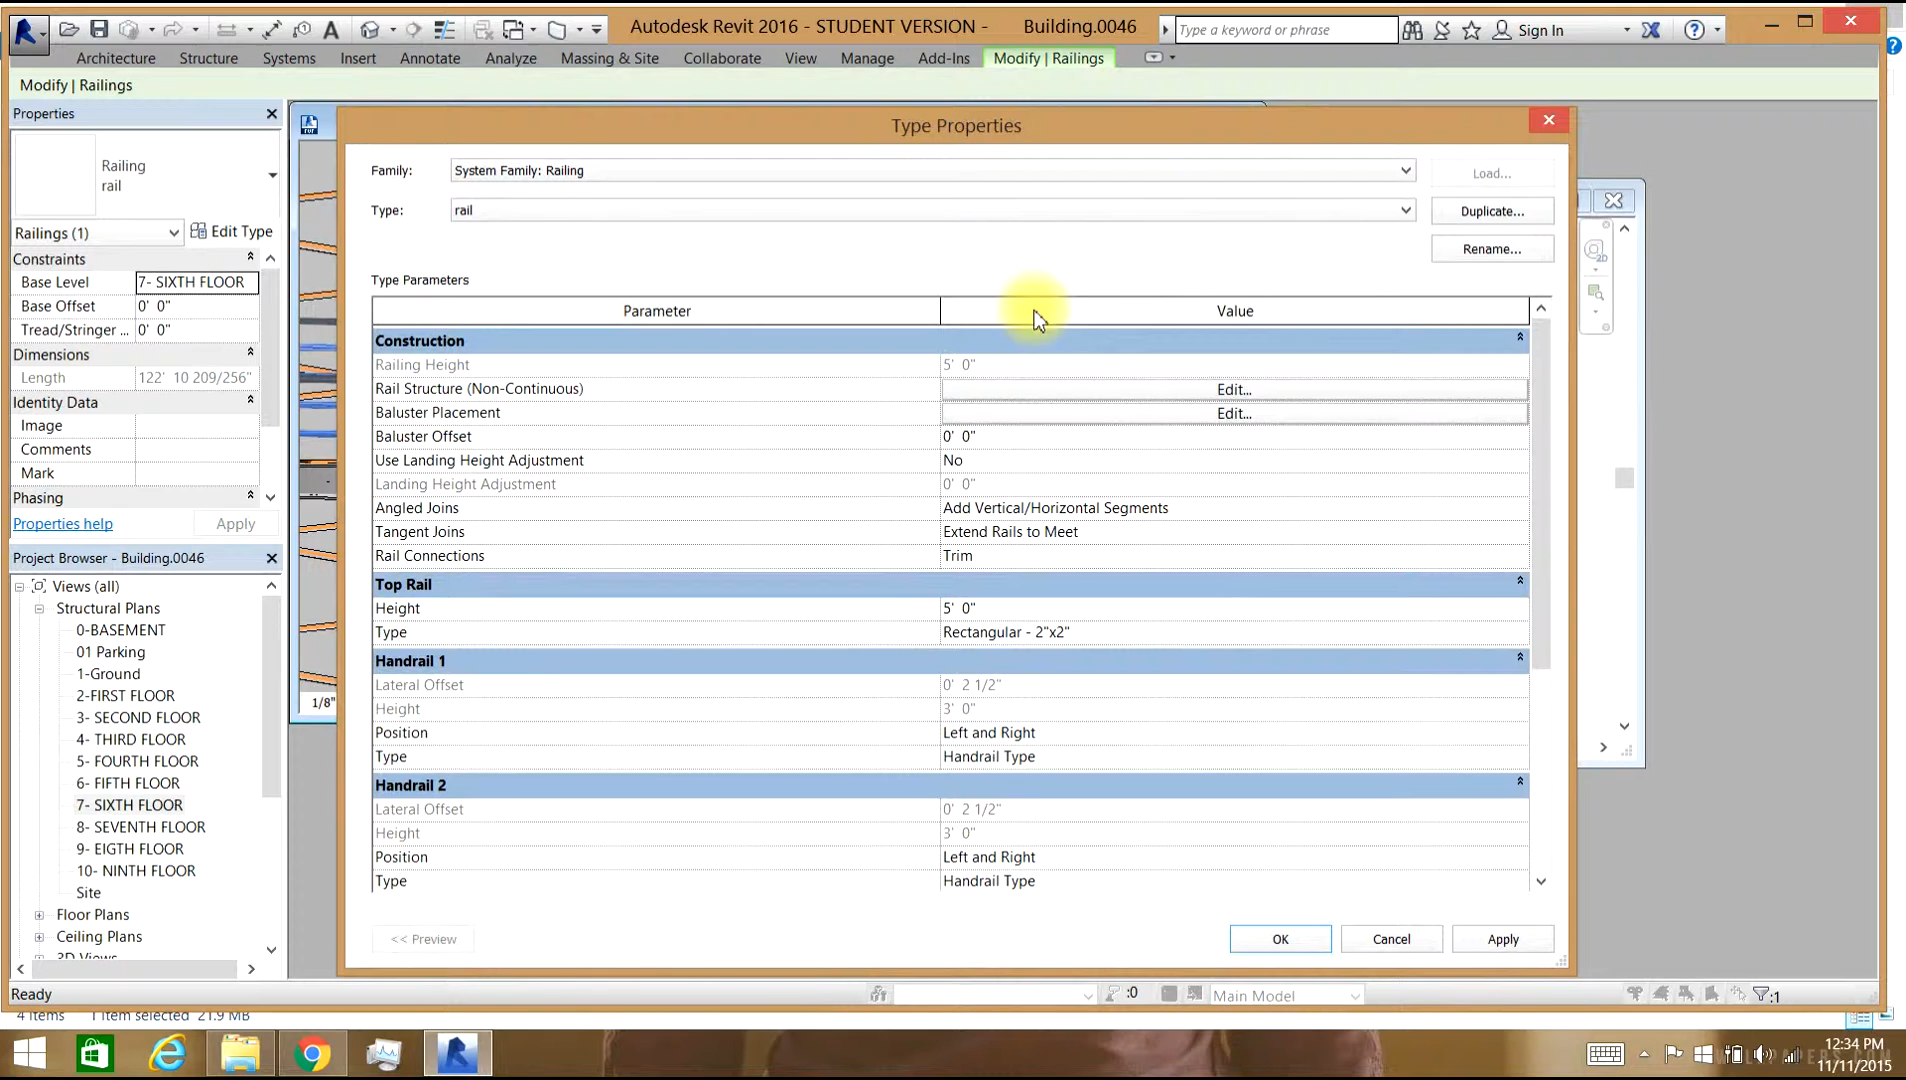 Autodesk Revit 2016 - STUDENT VERSION - Building.0046
Type a keyword or phrase
Sign In
Architecture Structure Systems Insert Annotate Analyze Massing & Site Collaborate View Manage Add-Ins Modify | Railings
Modify | Railings
Properties
Railing
rail
Railings (1)
Edit Type
Constraints
Base Level 7- SIXTH FLOOR
Base Offset 0' 0"
Tread/Stringer ... 0' 0"
Dimensions
Length 122' 10 209/256"
Identity Data
Image
Comments
Mark
Phasing
Properties help
Apply
Project Browser - Building.0046
Views (all)
Structural Plans
0-BASEMENT
01 Parking
1-Ground
2-FIRST FLOOR
3- SECOND FLOOR
4- THIRD FLOOR
5- FOURTH FLOOR
6- FIFTH FLOOR
7- SIXTH FLOOR
8- SEVENTH FLOOR
9- EIGTH FLOOR
10- NINTH FLOOR
Site
Floor Plans
Ceiling Plans
3D Views
1/8"
Type Properties
Family: System Family: Railing
Load...
Type: rail
Duplicate...
Rename...
Type Parameters
Parameter Value
Construction
Railing Height 5' 0"
Rail Structure (Non-Continuous) Edit...
Baluster Placement Edit...
Baluster Offset 0' 0"
Use Landing Height Adjustment No
Landing Height Adjustment 0' 0"
Angled Joins Add Vertical/Horizontal Segments
Tangent Joins Extend Rails to Meet
Rail Connections Trim
Top Rail
Height 5' 0"
Type Rectangular - 2"x2"
Handrail 1
Lateral Offset 0' 2 1/2"
Height 3' 0"
Position Left and Right
Type Handrail Type
Handrail 2
Lateral Offset 0' 2 1/2"
Height 3' 0"
Position Left and Right
Type Handrail Type
<< Preview
OK
Cancel
Apply
2D
Ready
:0
Main Model
:1
4 items 1 item selected 21.9 MB
12:34 PM
11/11/2015